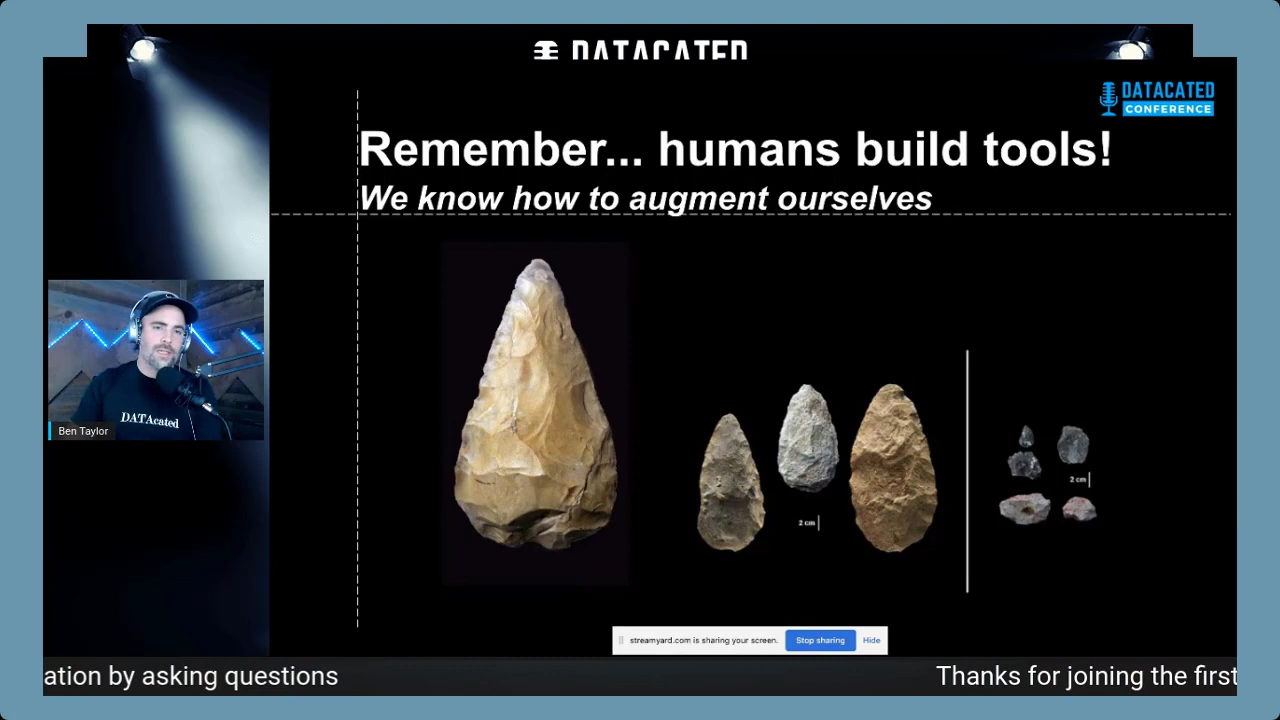 DATACATED
DATACATED
CONFERENCE
Remember... humans build tools!
We know how to augment ourselves
DATAcated
Ben Taylor
2 cm
2 cm
streamyard.com is sharing your screen. Stop sharing Hide
ation by asking questions Thanks for joining the first